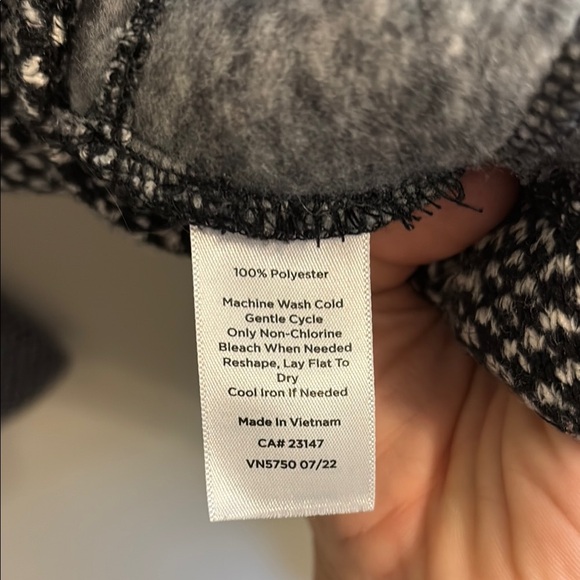 100% Polyester
Machine Wash Cold
Gentle Cycle
Only Non-Chlorine
Bleach When Needed
Reshape, Lay Flat To
Dry
Cool Iron If Needed
Made In Vietnam
CA# 23147
VN5750 07/22